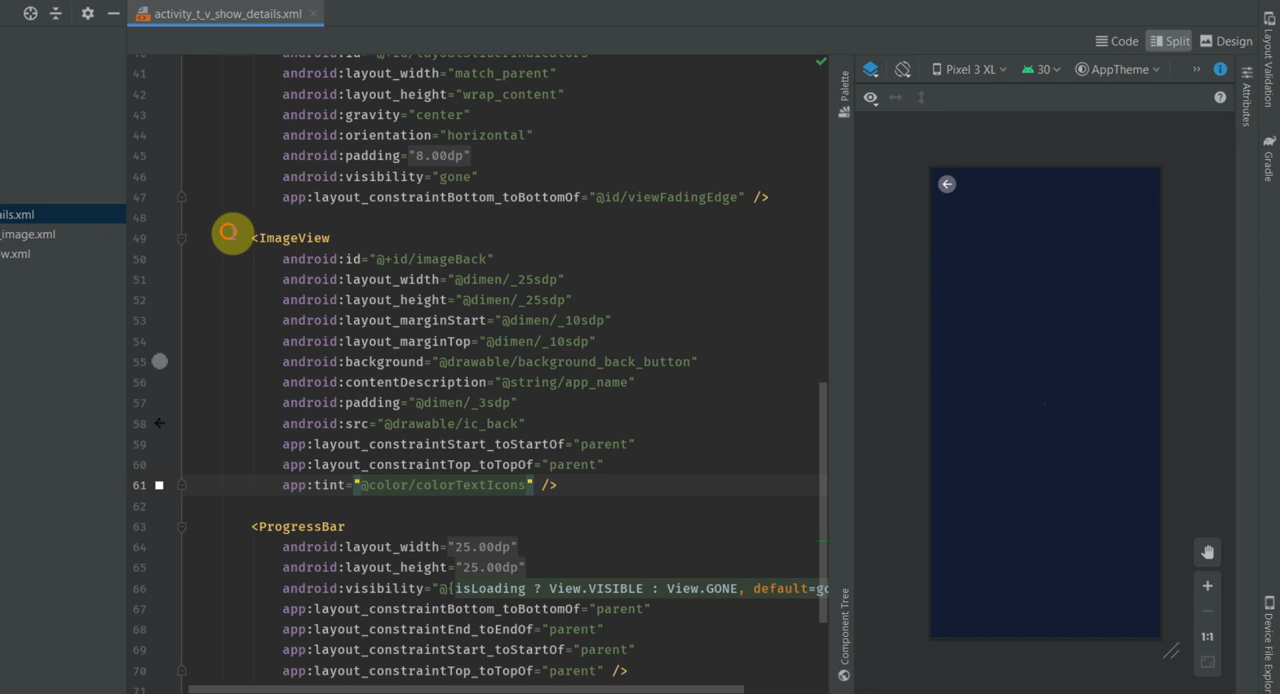 activity_t_v_show_details.xml
Code
Split
Design
Pixel 3 XL
30
AppTheme
Palette
Attributes
Layout Validation
Gradle
Component Tree
ils.xml
_image.xml
w.xml
41 android:layout_width="match_parent"
42 android:layout_height="wrap_content"
43 android:gravity="center"
44 android:orientation="horizontal"
45 android:padding="8.00dp"
46 android:visibility="gone"
47 app:layout_constraintBottom_toBottomOf="@id/viewFadingEdge" />
48
49 <ImageView
50 android:id="@+id/imageBack"
51 android:layout_width="@dimen/_25sdp"
52 android:layout_height="@dimen/_25sdp"
53 android:layout_marginStart="@dimen/_10sdp"
54 android:layout_marginTop="@dimen/_10sdp"
55 android:background="@drawable/background_back_button"
56 android:contentDescription="@string/app_name"
57 android:padding="@dimen/_3sdp"
58 android:src="@drawable/ic_back"
59 app:layout_constraintStart_toStartOf="parent"
60 app:layout_constraintTop_toTopOf="parent"
61 app:tint="@color/colorTextIcons" />
62
63 <ProgressBar
64 android:layout_width="25.00dp"
65 android:layout_height="25.00dp"
66 android:visibility="@{isLoading ? View.VISIBLE : View.GONE, default=go
67 app:layout_constraintBottom_toBottomOf="parent"
68 app:layout_constraintEnd_toEndOf="parent"
69 app:layout_constraintStart_toStartOf="parent"
70 app:layout_constraintTop_toTopOf="parent" />
71
1:1
Device File Explo